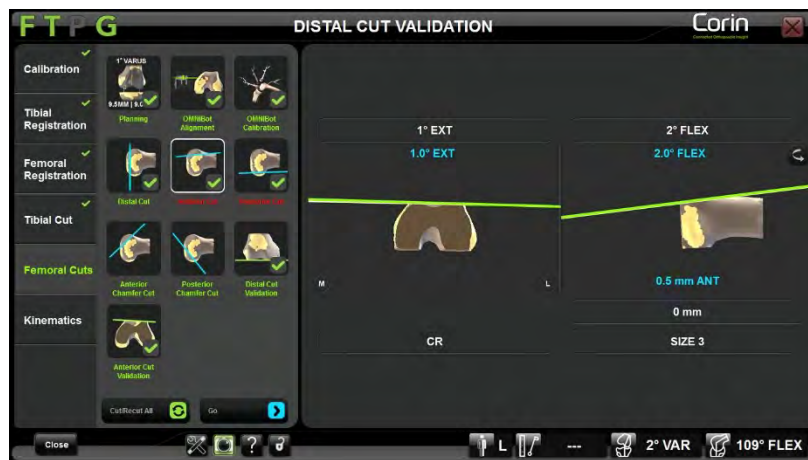 F T P G
DISTAL CUT VALIDATION
Corin
Connected Orthopaedic Insight
Calibration
Tibial
Registration
Femoral
Registration
Tibial Cut
Femoral Cuts
Kinematics
1° VARUS
9.5MM | 9.0
Planning
OMNIBot
Alignment
OMNIBot
Calibration
Distal Cut
Distal Cut
Validation
Anterior
Chamfer Cut
Posterior
Chamfer Cut
Anterior Cut
Validation
Cut/Recut All
Go
1° EXT
1.0° EXT
2° FLEX
2.0° FLEX
M
L
0.5 mm ANT
0 mm
CR
SIZE 3
Close
?
L
---
2° VAR
109° FLEX